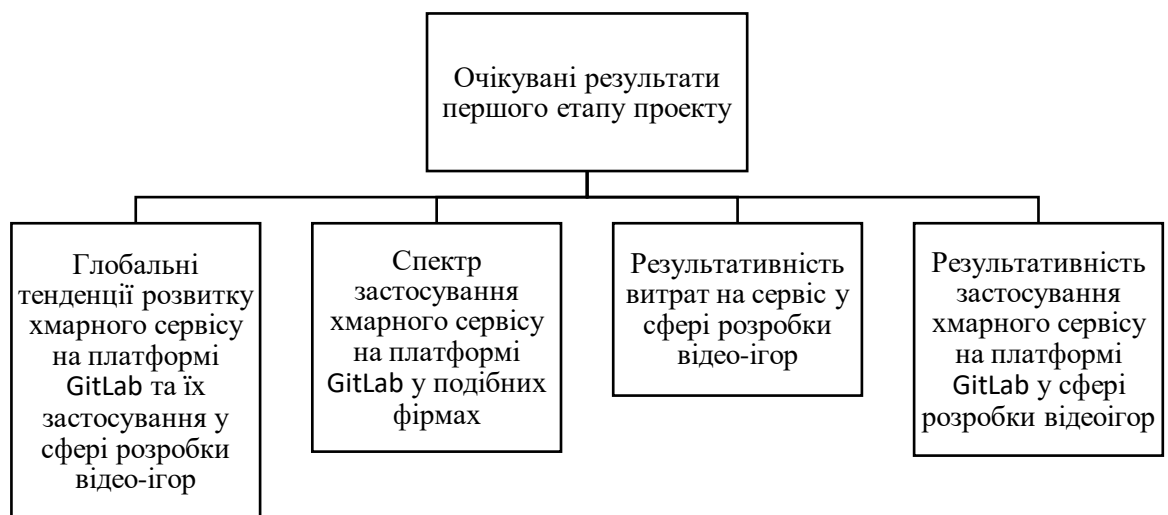 Очікувані результати
першого етапу проекту
Глобальні
тенденції розвитку
хмарного сервісу
на платформі
GitLab та їх
застосування у
сфері розробки
відео-ігор
Спектр
застосування
хмарного сервісу
на платформі
GitLab у подібних
фірмах
Результативність
витрат на сервіс у
сфері розробки
відео-ігор
Результативність
застосування
хмарного сервісу
на платформі
GitLab у сфері
розробки відеоігор